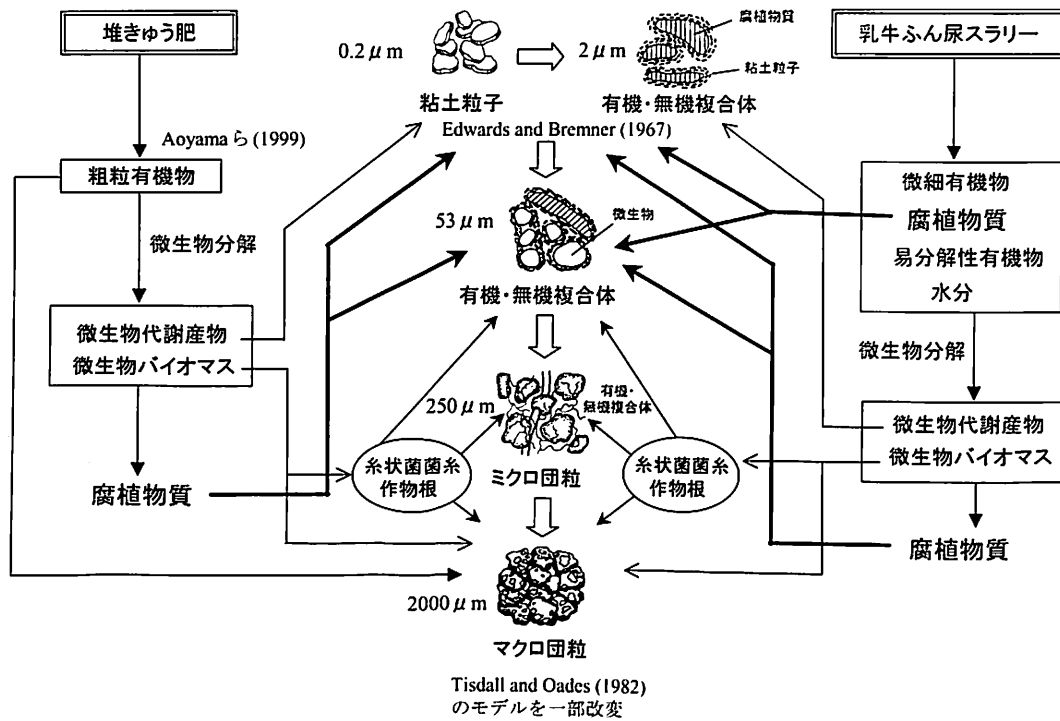 堆きゅう肥
Aoyamaら(1999)
粗粒有機物
微生物分解
微生物代謝産物
微生物バイオマス
腐植物質
0.2μm
粘土粒子
2μm
腐植物質
粘土粒子
有機・無機複合体
Edwards and Bremner (1967)
53μm
微生物
有機・無機複合体
250μm
有機・
無機複合体
ミクロ団粒
糸状菌菌糸
作物根
糸状菌菌糸
作物根
2000μm
マクロ団粒
Tisdall and Oades (1982)
のモデルを一部改変
乳牛ふん尿スラリー
微細有機物
腐植物質
易分解性有機物
水分
微生物分解
微生物代謝産物
微生物バイオマス
腐植物質